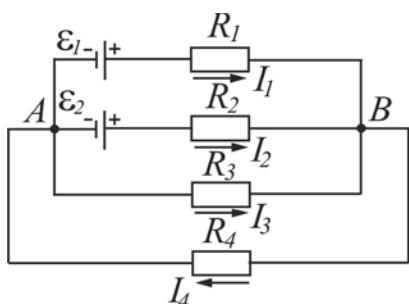 ε1 - + R1
I1
A ε2 - + R2 B
I2
R3
I3
R4
I4